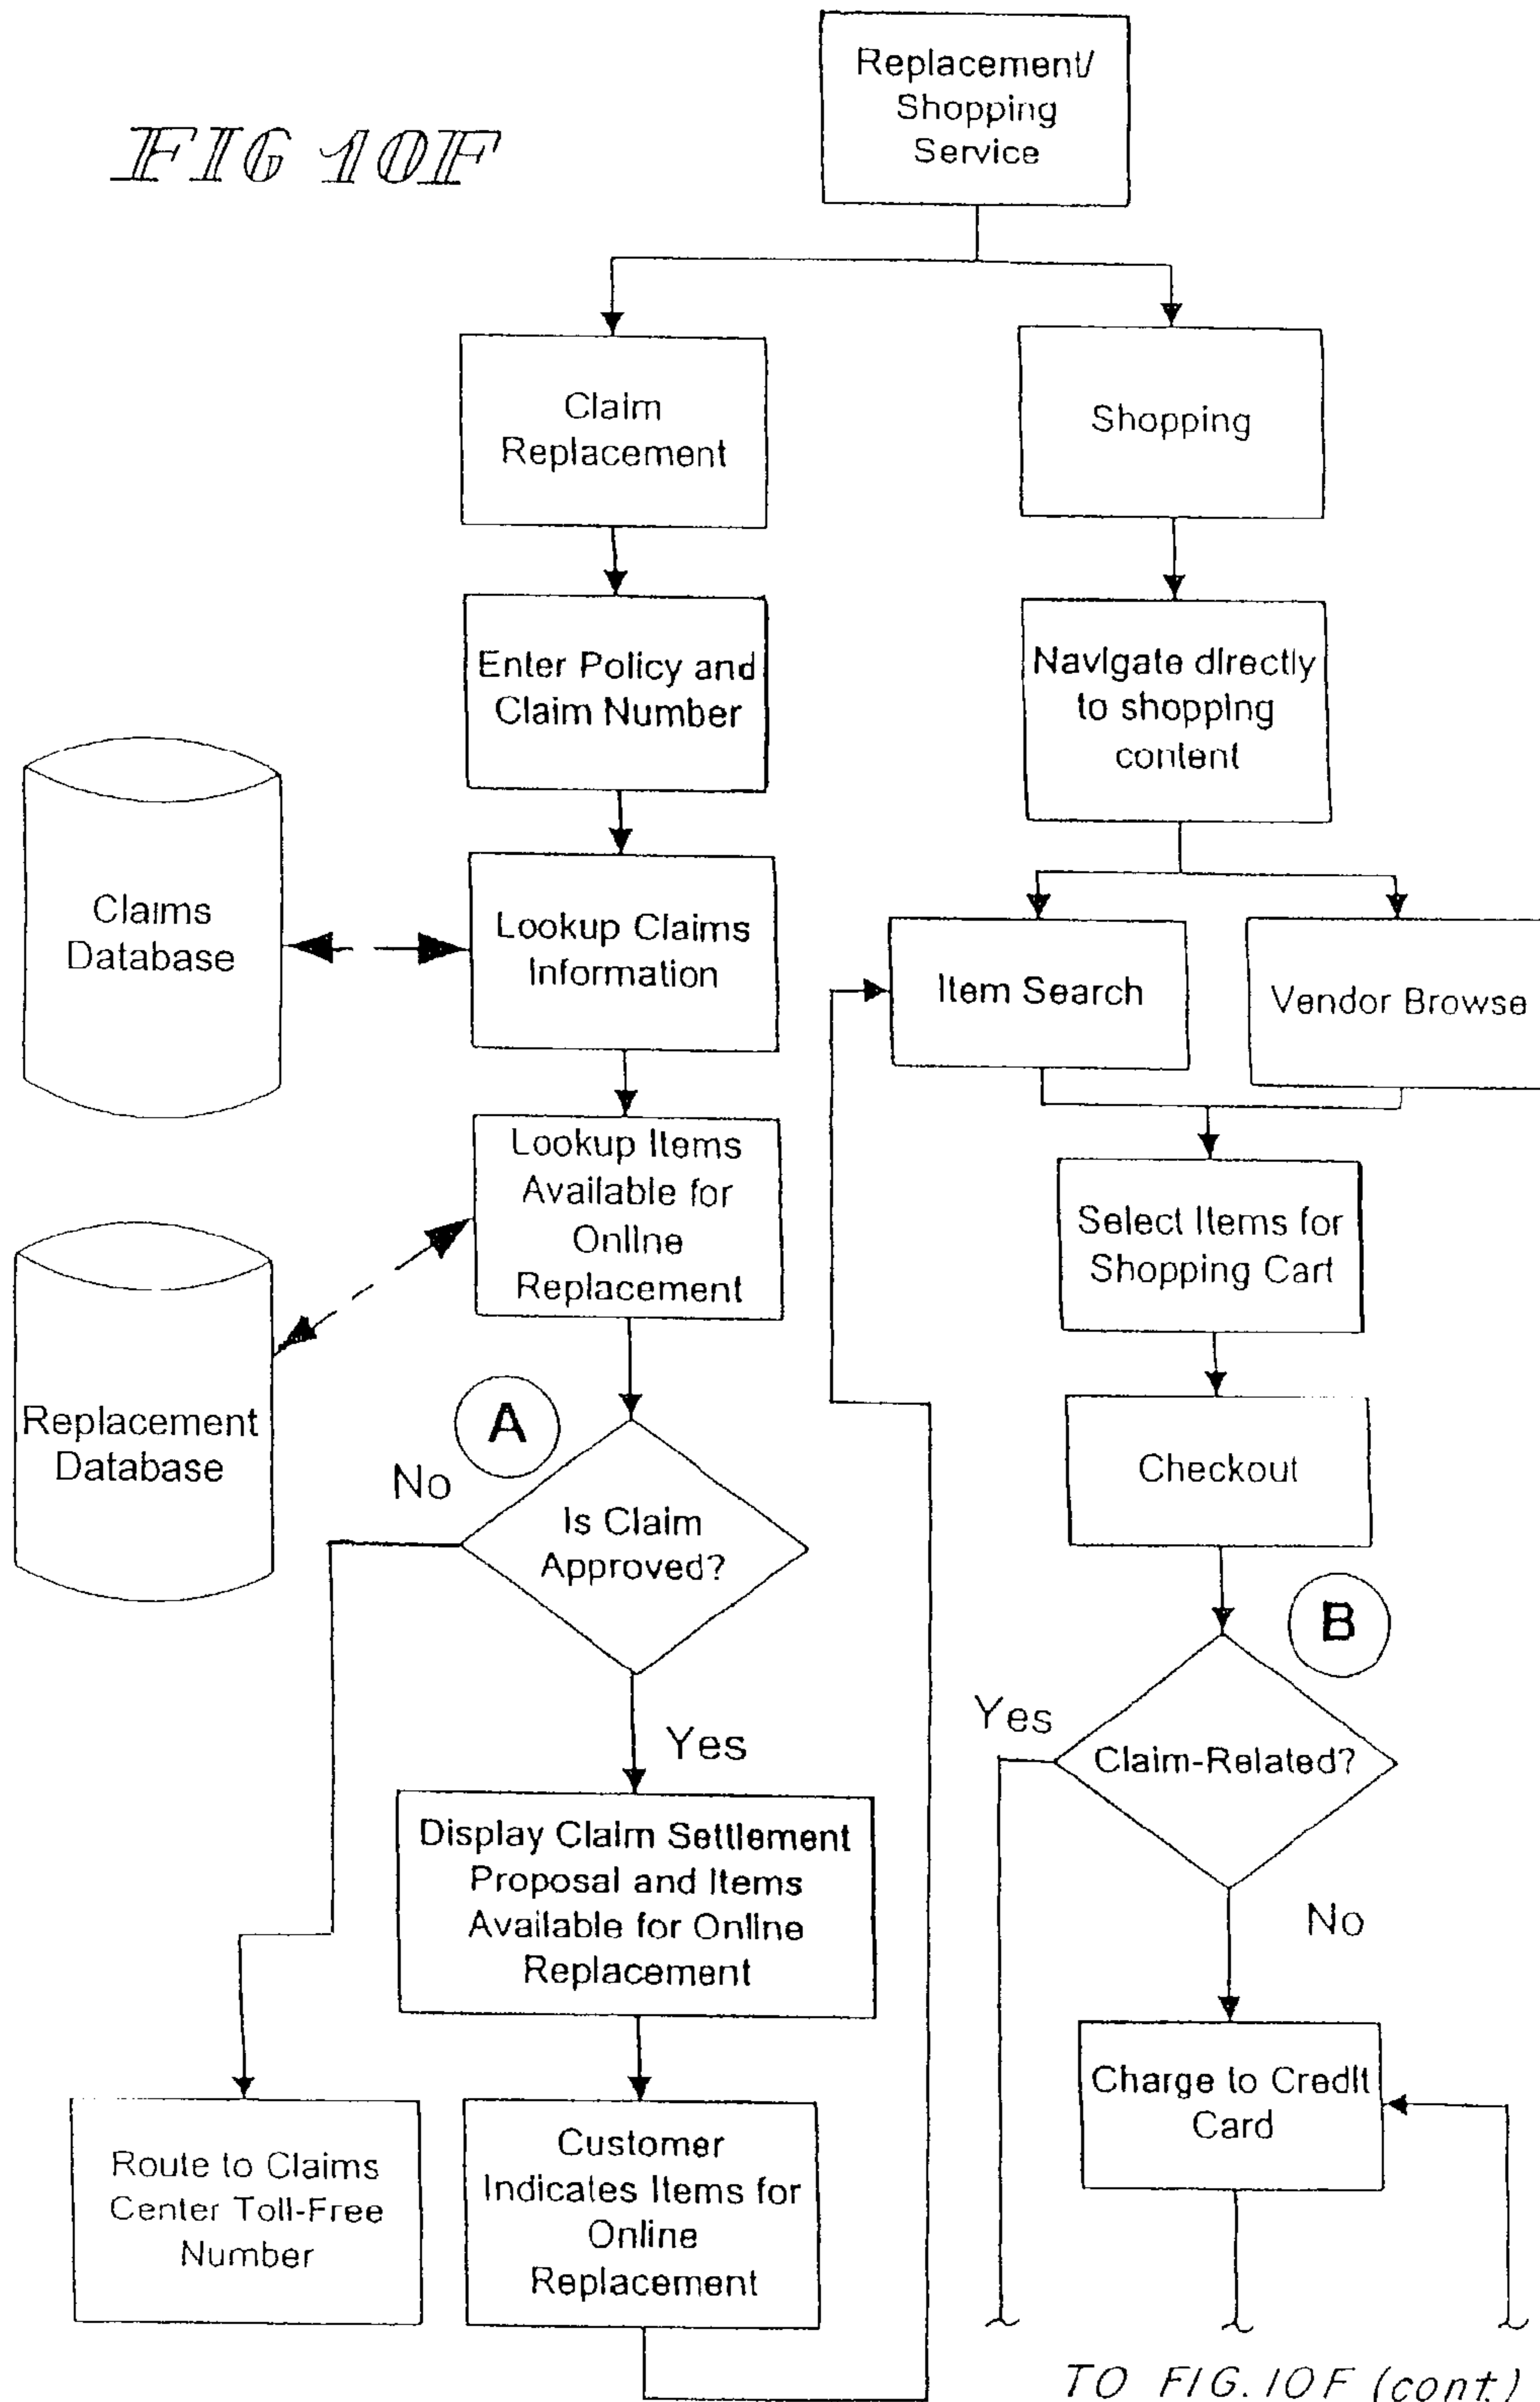 FIG 10F
Replacement/
Shopping
Service
Claim
Replacement
Shopping
Enter Policy and
Claim Number
Navigate directly
to shopping
content
Claims
Database
Lookup Claims
Information
Item Search
Vendor Browse
Lookup Items
Available for
Online
Replacement
Select Items for
Shopping Cart
Replacement
Database
A
No
Is Claim
Approved?
Checkout
B
Yes
Yes
Claim-Related?
Display Claim Settlement
Proposal and Items
Available for Online
Replacement
No
Charge to Credit
Card
Route to Claims
Center Toll-Free
Number
Customer
Indicates Items for
Online
Replacement
TO FIG. 10F (cont.)